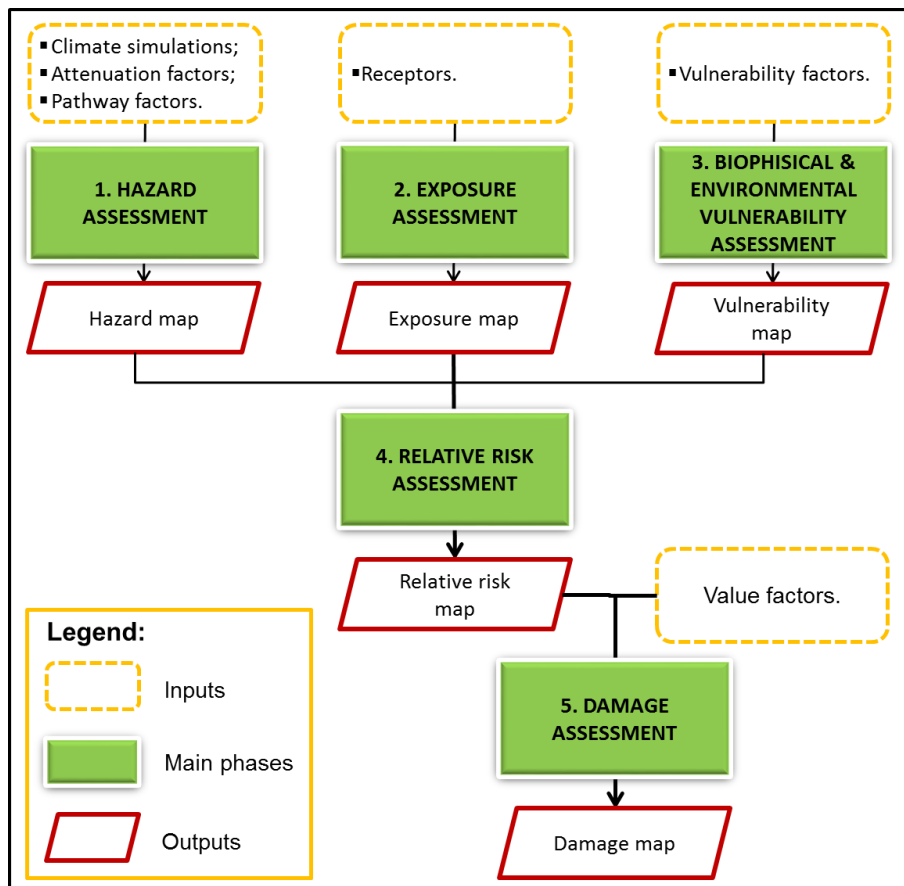 ▪ Climate simulations;
▪ Attenuation factors;
▪ Pathway factors.
▪ Receptors.
▪ Vulnerability factors.
1. HAZARD
ASSESSMENT
2. EXPOSURE
ASSESSMENT
3. BIOPHISICAL &
ENVIRONMENTAL
VULNERABILITY
ASSESSMENT
Hazard map
Exposure map
Vulnerability
map
4. RELATIVE RISK
ASSESSMENT
Relative risk
map
Value factors.
5. DAMAGE
ASSESSMENT
Damage map
Legend:
Inputs
Main phases
Outputs